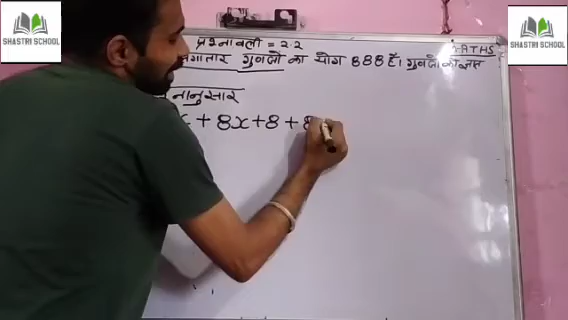 SHASTRI SCHOOL
SHASTRI SCHOOL
प्रश्नावली = 2.2
MATHS
लगातार गुणजों का योग 888 है। गुणजों को ज्ञात
नानुसार
x + 8x + 8 + 8